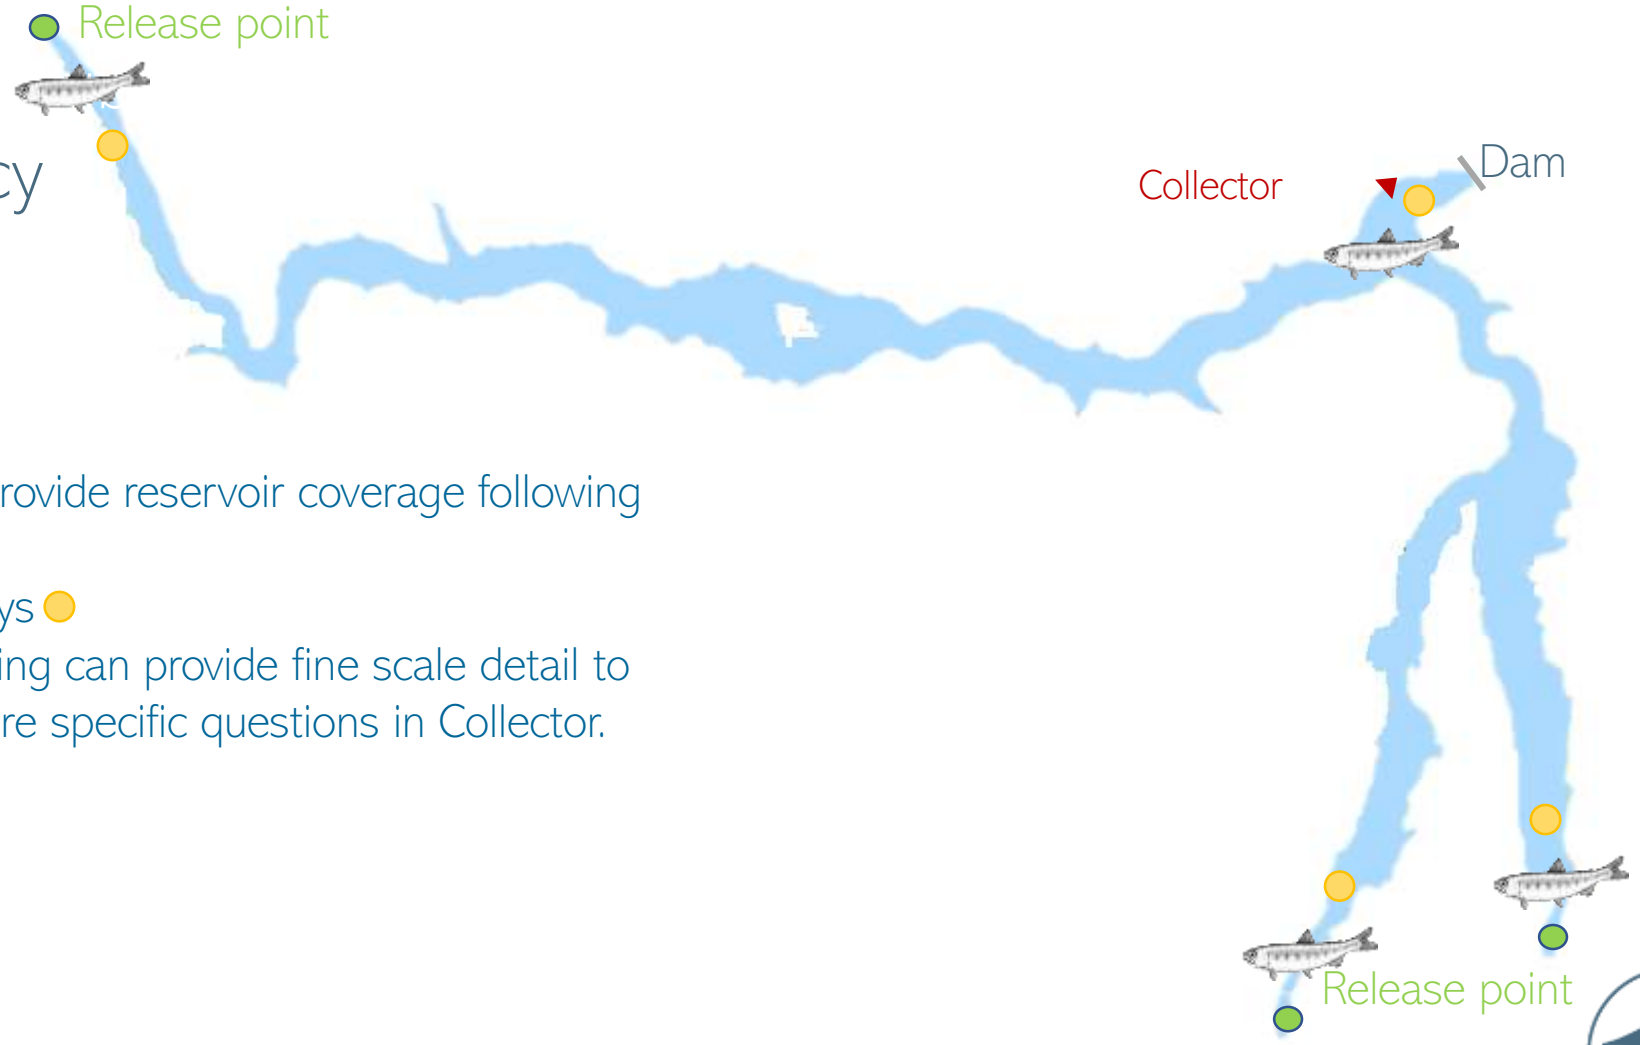 Release point
cy
Collector
Dam
rovide reservoir coverage following
ys
ing can provide fine scale detail to
re specific questions in Collector.
Release point